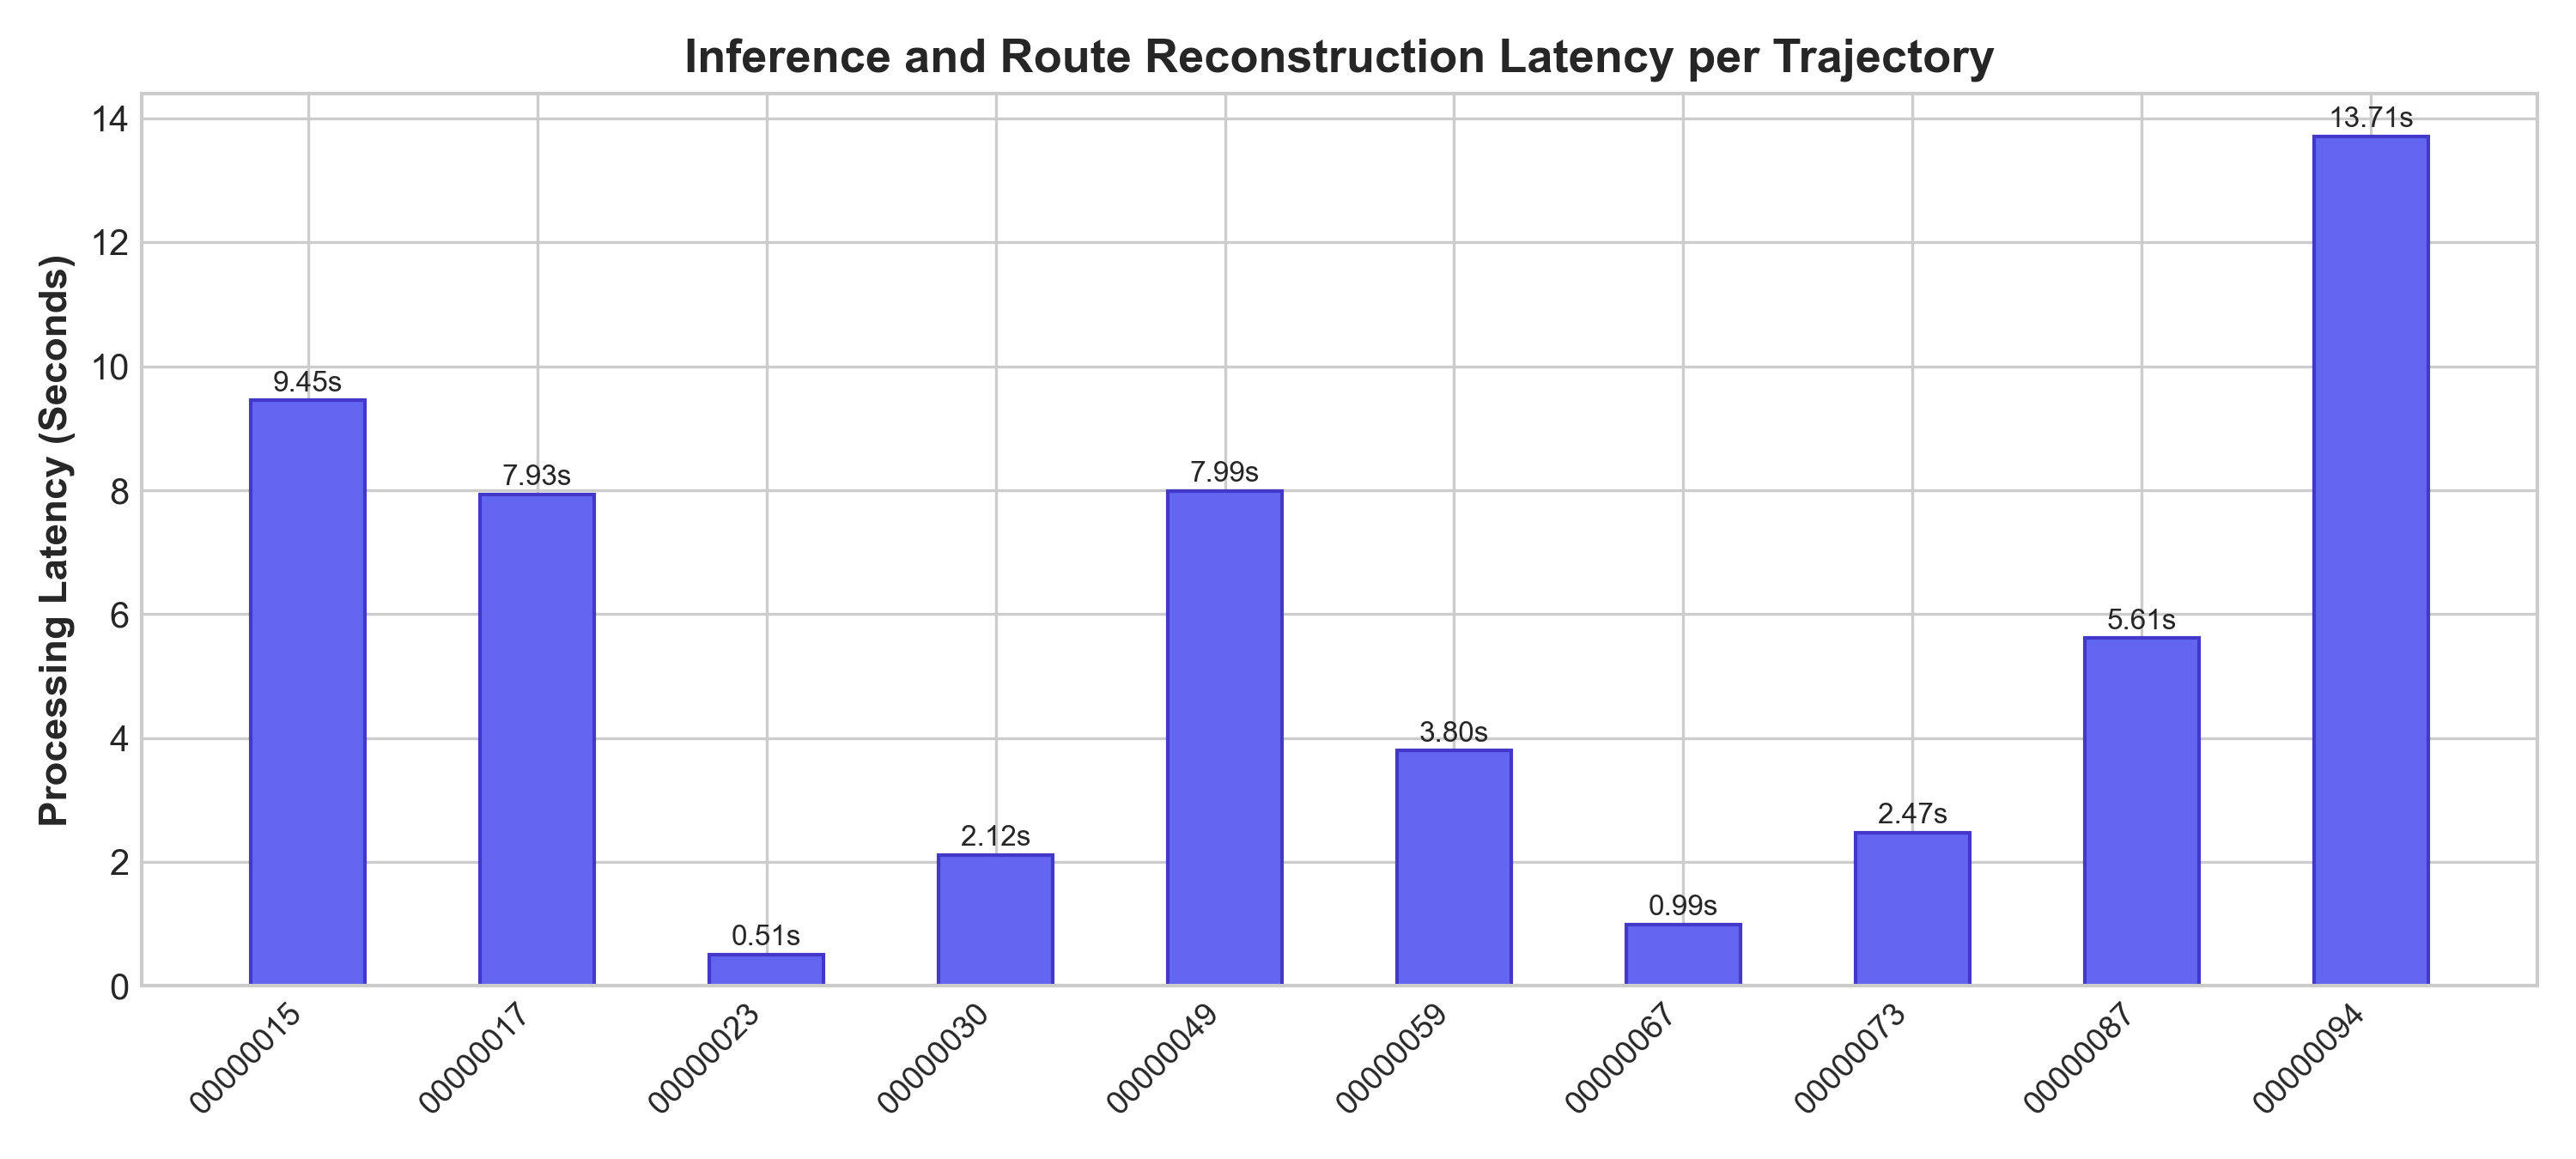 Inference and Route Reconstruction Latency per Trajectory
Processing Latency (Seconds)
14
12
10
8
6
4
2
0
9.45s
7.93s
0.51s
2.12s
7.99s
3.80s
0.99s
2.47s
5.61s
13.71s
00000015
00000017
00000023
00000030
00000049
00000059
00000067
00000073
00000087
00000094